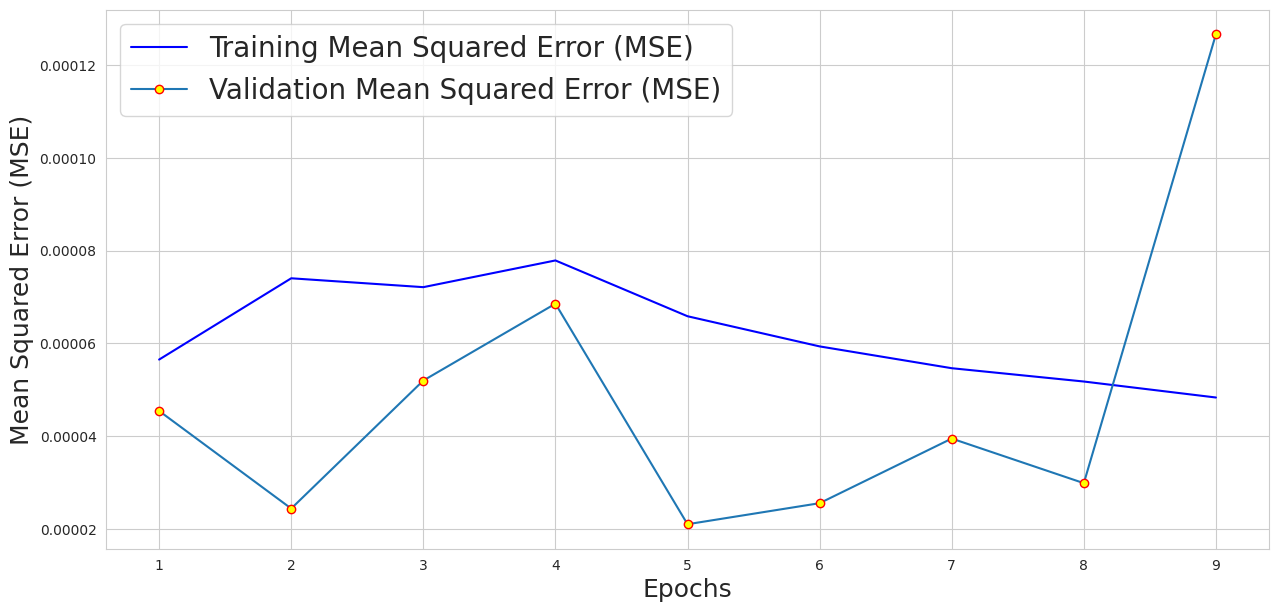 Training Mean Squared Error (MSE)
Validation Mean Squared Error (MSE)
Mean Squared Error (MSE)
0.00012
0.00010
0.00008
0.00006
0.00004
0.00002
1 2 3 4 5 6 7 8 9
Epochs